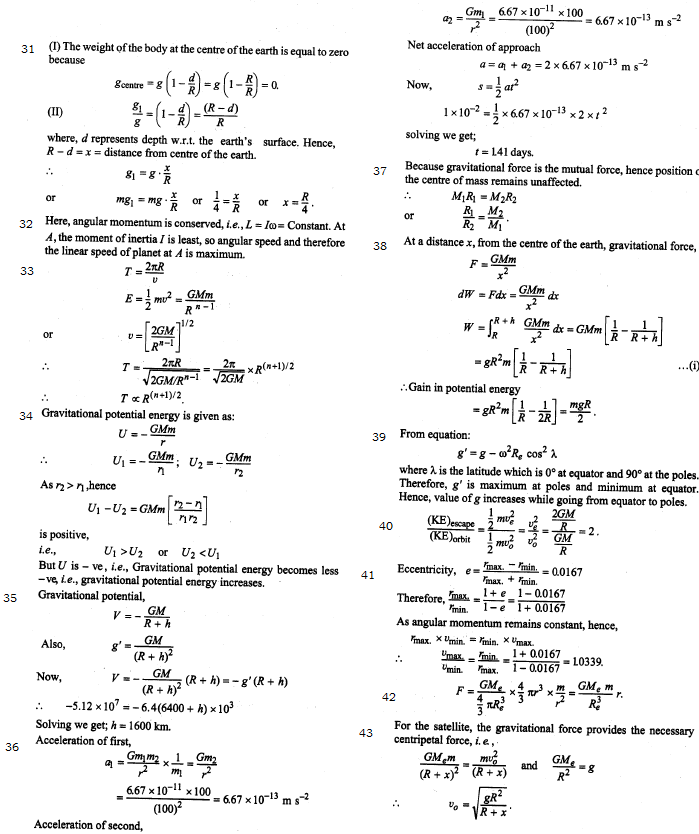 31 (I) The weight of the body at the centre of the earth is equal to zero
because
g_centre = g (1 − d/R) = g (1 − R/R) = 0.
(II) g₁/g = (1 − d/R) = (R − d)/R
where, d represents depth w.r.t. the earth's surface. Hence,
R − d = x = distance from centre of the earth.
∴ g₁ = g · x/R
or mg₁ = mg · x/R or 1/4 = x/R or x = R/4.
32 Here, angular momentum is conserved, i.e., L = Iω = Constant. At
A, the moment of inertia I is least, so angular speed and therefore
the linear speed of planet at A is maximum.
33 T = 2πR/υ
E = 1/2 mυ² = GMm/R^(n−1)
or υ = [2GM/R^(n−1)]^(1/2)
∴ T = 2πR/√(2GM/R^(n−1)) = 2π/√(2GM) × R^((n+1)/2)
∴ T ∝ R^((n+1)/2).
34 Gravitational potential energy is given as:
U = − GMm/r
∴ U₁ = − GMm/r₁ ; U₂ = − GMm/r₂
As r₂ > r₁ ,hence
U₁ − U₂ = GMm [(r₂ − r₁)/(r₁ r₂)]
is positive,
i.e., U₁ > U₂ or U₂ < U₁
But U is − ve, i.e., Gravitational potential energy becomes less
−ve, i.e., gravitational potential energy increases.
35 Gravitational potential,
V = − GM/(R + h)
Also, g′ = GM/(R + h)²
Now, V = − GM/(R + h)² (R + h) = − g′ (R + h)
∴ −5.12 × 10⁷ = − 6.4(6400 + h) × 10³
Solving we get; h = 1600 km.
36 Acceleration of first,
a₁ = Gm₁m₂/r² × 1/m₁ = Gm₂/r²
= (6.67 × 10⁻¹¹ × 100)/(100)² = 6.67 × 10⁻¹³ m s⁻²
Acceleration of second,
a₂ = Gm₁/r² = (6.67 × 10⁻¹¹ × 100)/(100)² = 6.67 × 10⁻¹³ m s⁻²
Net acceleration of approach
a = a₁ + a₂ = 2 × 6.67 × 10⁻¹³ m s⁻²
Now, s = 1/2 at²
1 × 10⁻² = 1/2 × 6.67 × 10⁻¹³ × 2 × t²
solving we get;
t = 1.41 days.
37 Because gravitational force is the mutual force, hence position o
the centre of mass remains unaffected.
∴ M₁R₁ = M₂R₂
or R₁/R₂ = M₂/M₁ .
38 At a distance x, from the centre of the earth, gravitational force,
F = GMm/x²
dW = Fdx = GMm/x² dx
W = ∫_R^(R + h) GMm/x² dx = GMm [1/R − 1/(R + h)]
= gR²m [1/R − 1/(R + h)] ...(i)
∴ Gain in potential energy
= gR²m [1/R − 1/2R] = mgR/2 .
39 From equation:
g′ = g − ω²Rₑ cos² λ
where λ is the latitude which is 0° at equator and 90° at the poles.
Therefore, g′ is maximum at poles and minimum at equator.
Hence, value of g increases while going from equator to poles.
40 (KE)escape/(KE)orbit = (1/2 mυₑ²)/(1/2 mυₒ²) = υₑ²/υₒ² = (2GM/R)/(GM/R) = 2 .
41 Eccentricity, e = (r_max. − r_min.)/(r_max. + r_min.) = 0.0167
Therefore, r_max./r_min. = (1 + e)/(1 − e) = (1 − 0.0167)/(1 + 0.0167)
As angular momentum remains constant, hence,
r_max. × υ_min. = r_min. × υ_max.
∴ υ_max./υ_min. = r_min./r_max. = (1 + 0.0167)/(1 − 0.0167) = 1.0339.
42 F = GMₑ/(4/3 πR³ₑ) × 4/3 πr³ × m/r² = GMₑ m/R³ₑ r.
43 For the satellite, the gravitational force provides the necessary
centripetal force, i.e.,
GMₑm/(R + x)² = mυₒ²/(R + x) and GMₑ/R² = g
∴ υₒ = √(gR²/(R + x)) .